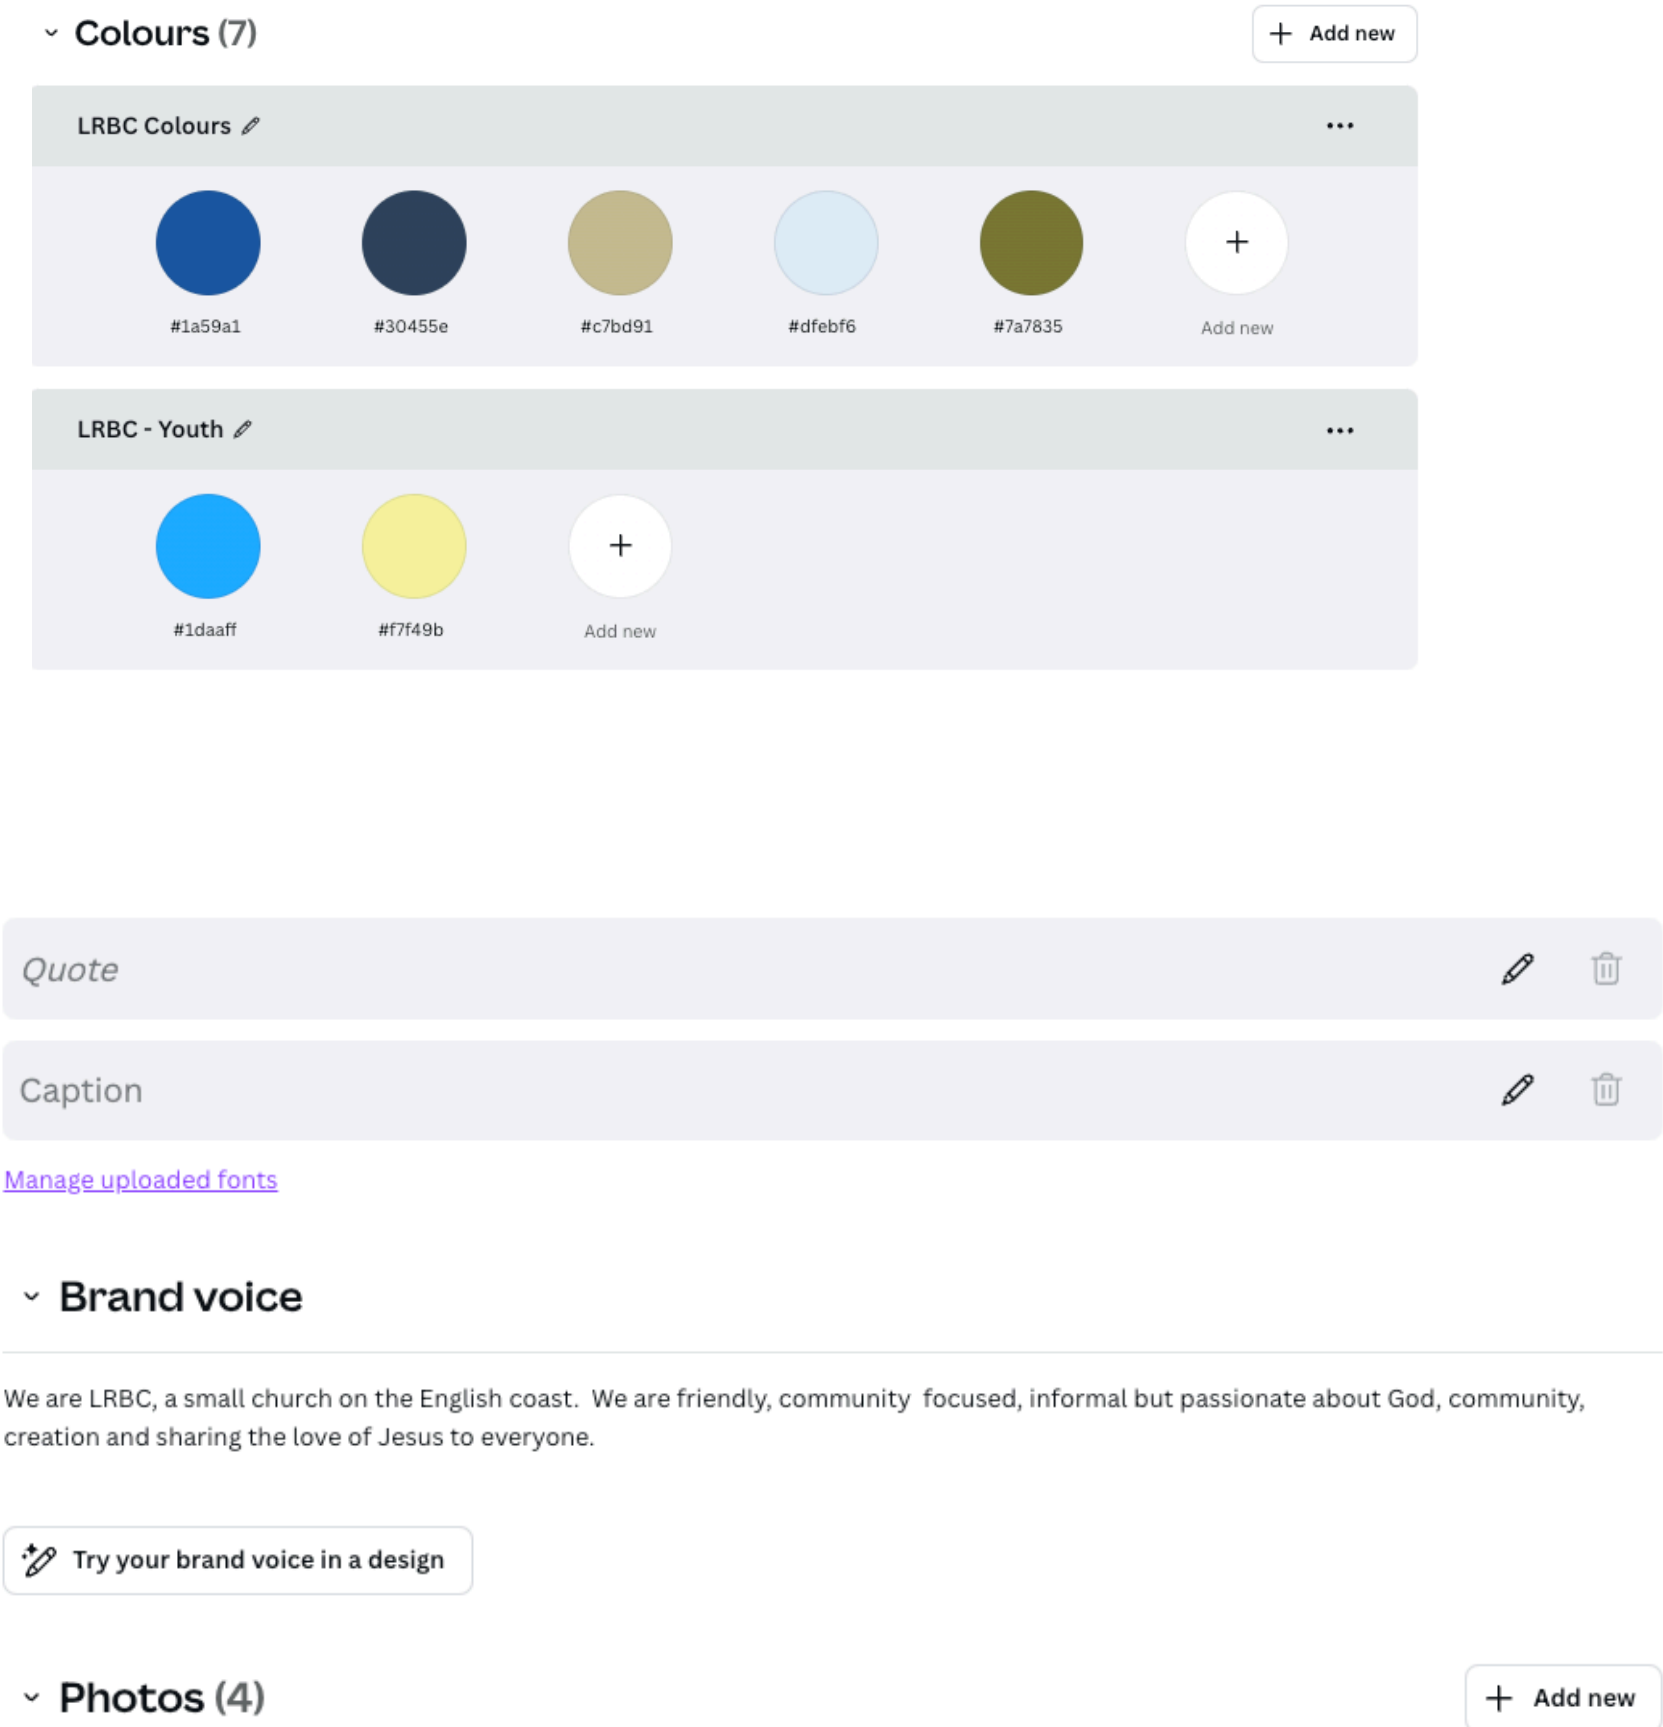 Colours (7)
+ Add new
LRBC Colours
#1a59a1 #30455e #c7bd91 #dfebf6 #7a7835 Add new
LRBC - Youth
#1daaff #f7f49b Add new
Quote
Caption
Manage uploaded fonts
Brand voice
We are LRBC, a small church on the English coast.  We are friendly, community  focused, informal but passionate about God, community,
creation and sharing the love of Jesus to everyone.
Try your brand voice in a design
Photos (4)
+ Add new